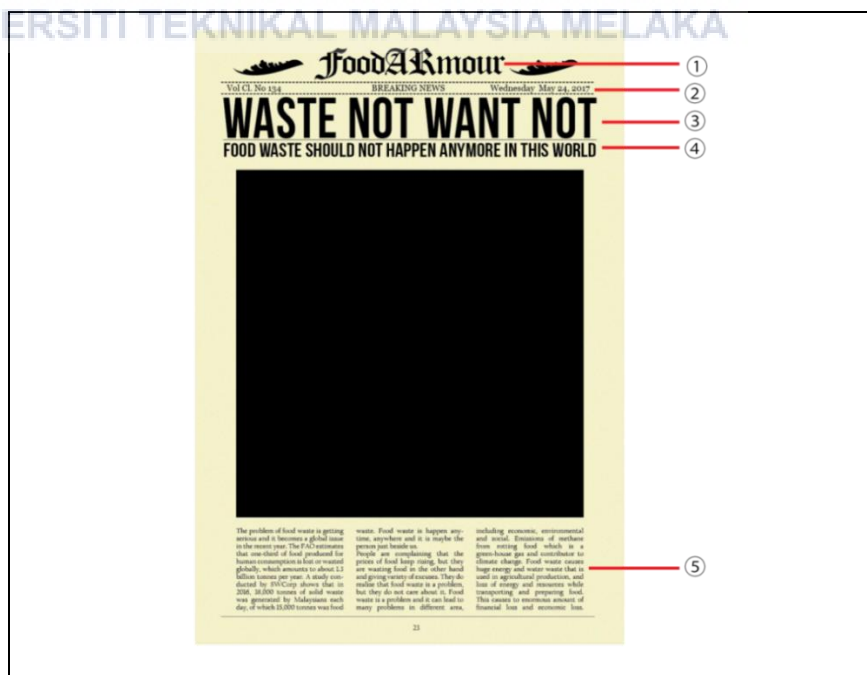 ERSITI TEKNIKAL MALAYSIA MELAKA
FoodARmour
①
Vol CI. No 134 BREAKING NEWS Wednesday May 24, 2017
②
WASTE NOT WANT NOT
③
FOOD WASTE SHOULD NOT HAPPEN ANYMORE IN THIS WORLD
④
The problem of food waste is getting
serious and it becomes a global issue
in the recent year. The FAO estimates
that one-third of food produced for
human consumption is lost or wasted
globally, which amounts to about 1.3
billion tonnes per year. A study con-
ducted by SWCorp shows that in
2016, 38,000 tonnes of solid waste
was generated by Malaysians each
day, of which 15,000 tonnes was food
waste. Food waste is happen any-
time, anywhere and it is maybe the
person just beside us.
People are complaining that the
prices of food keep rising, but they
are wasting food in the other hand
and giving variety of excuses. They do
realise that food waste is a problem,
but they do not care about it. Food
waste is a problem and it can lead to
many problems in different area,
including economic, environmental
and social. Emissions of methane
from rotting food which is a
green-house gas and contributor to
climate change. Food waste causes
huge energy and water waste that is
used in agricultural production, and
loss of energy and resources while
transporting and preparing food.
This causes to enormous amount of
financial loss and economic loss.
⑤
23